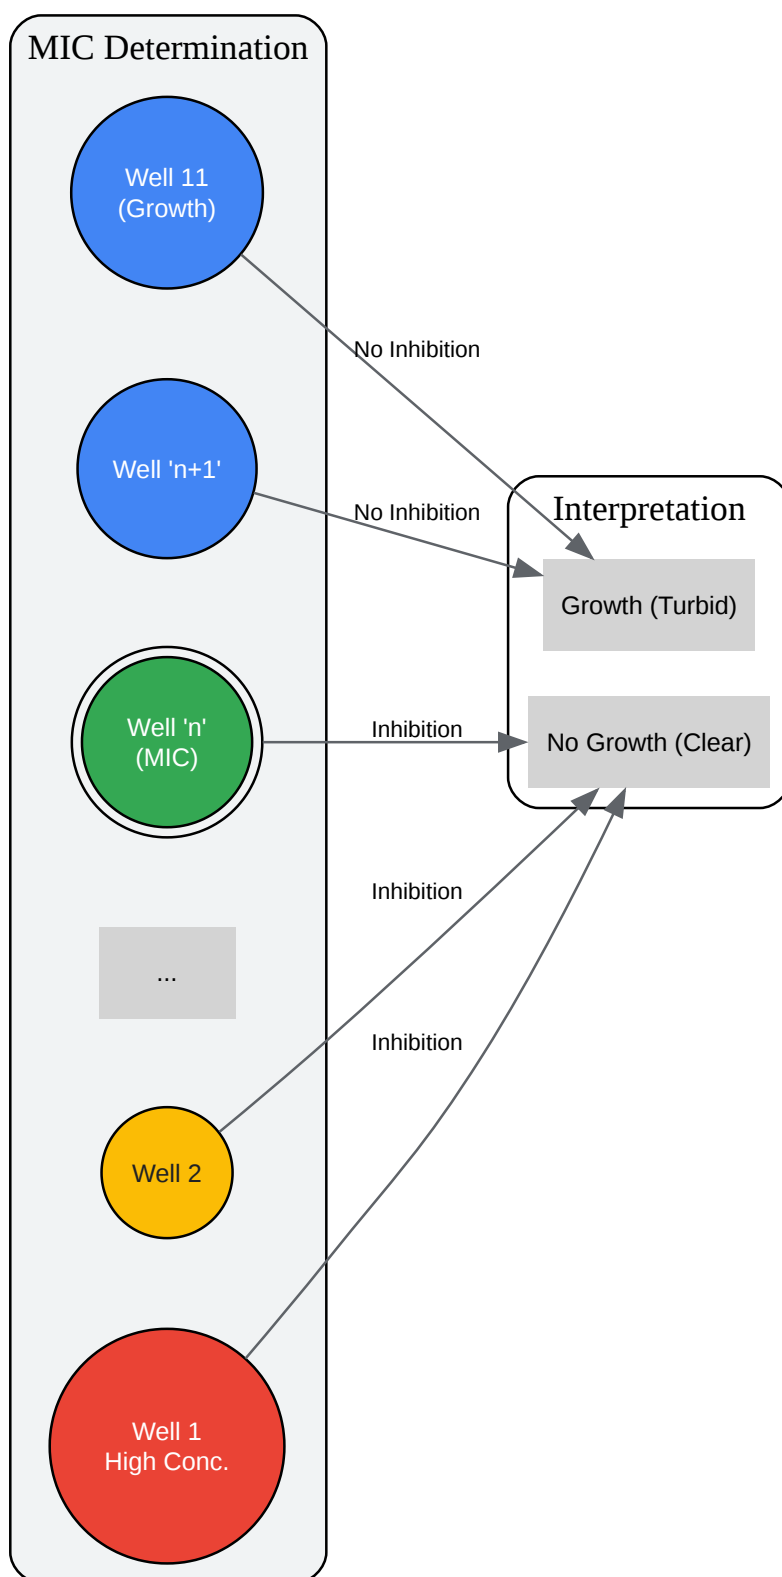 MIC Determination
Well 11
(Growth)
No Inhibition
Well 'n+1'
No Inhibition
Interpretation
Growth (Turbid)
Well 'n'
(MIC)
Inhibition
No Growth (Clear)
Inhibition
...
Inhibition
Well 2
Well 1
High Conc.